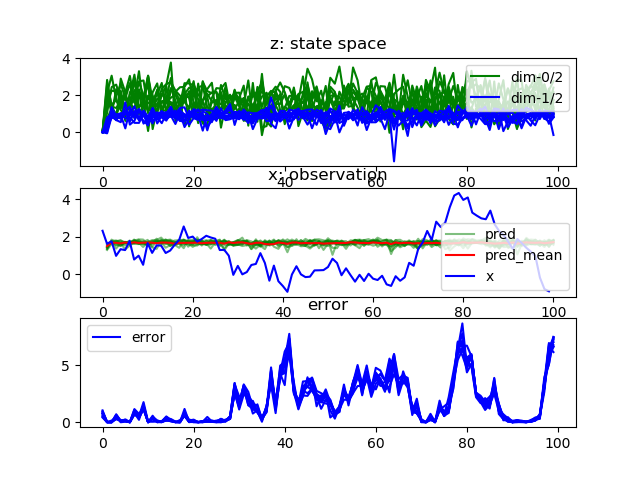 z: state space
4
2
0
dim-0/2
dim-1/2
0 20 40 60 80 100
x: observation
4
2
0
pred
pred_mean
x
0 20 40 60 80 100
error
5
0
error
0 20 40 60 80 100